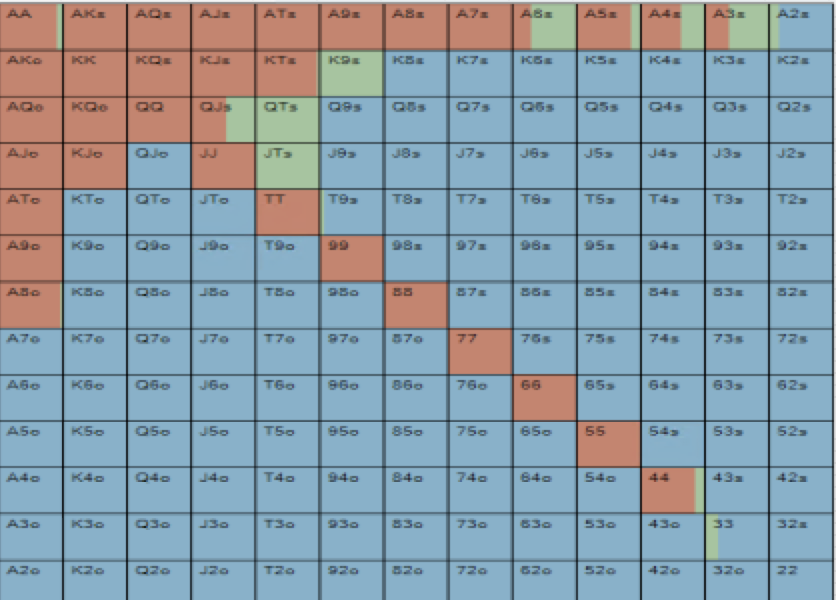 AA AKs AQs AJs ATs A9s A8s A7s A6s A5s A4s A3s A2s
AKo KK KQs KJs KTs K9s K8s K7s K6s K5s K4s K3s K2s
AQo KQo QQ QJs QTs Q9s Q8s Q7s Q6s Q5s Q4s Q3s Q2s
AJo KJo QJo JJ JTs J9s J8s J7s J6s J5s J4s J3s J2s
ATo KTo QTo JTo TT T9s T8s T7s T6s T5s T4s T3s T2s
A9o K9o Q9o J9o T9o 99 98s 97s 96s 95s 94s 93s 92s
A8o K8o Q8o J8o T8o 98o 88 87s 86s 85s 84s 83s 82s
A7o K7o Q7o J7o T7o 97o 87o 77 76s 75s 74s 73s 72s
A6o K6o Q6o J6o T6o 96o 86o 76o 66 65s 64s 63s 62s
A5o K5o Q5o J5o T5o 95o 85o 75o 65o 55 54s 53s 52s
A4o K4o Q4o J4o T4o 94o 84o 74o 64o 54o 44 43s 42s
A3o K3o Q3o J3o T3o 93o 83o 73o 63o 53o 43o 33 32s
A2o K2o Q2o J2o T2o 92o 82o 72o 62o 52o 42o 32o 22